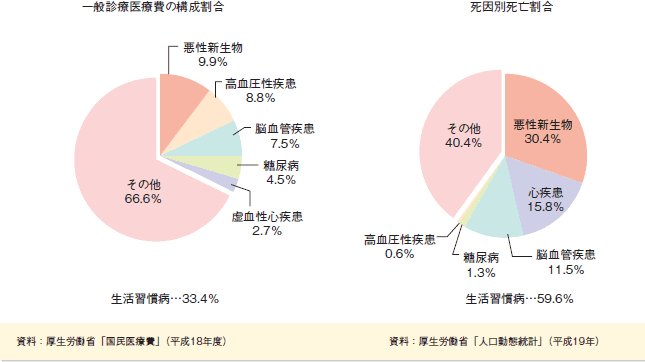 一般診療医療費の構成割合
悪性新生物
9.9%
高血圧性疾患
8.8%
脳血管疾患
7.5%
糖尿病
4.5%
虚血性心疾患
2.7%
その他
66.6%
生活習慣病…33.4%
資料：厚生労働省「国民医療費」（平成18年度）
死因別死亡割合
悪性新生物
30.4%
心疾患
15.8%
脳血管疾患
11.5%
糖尿病
1.3%
高血圧性疾患
0.6%
その他
40.4%
生活習慣病…59.6%
資料：厚生労働省「人口動態統計」（平成19年）